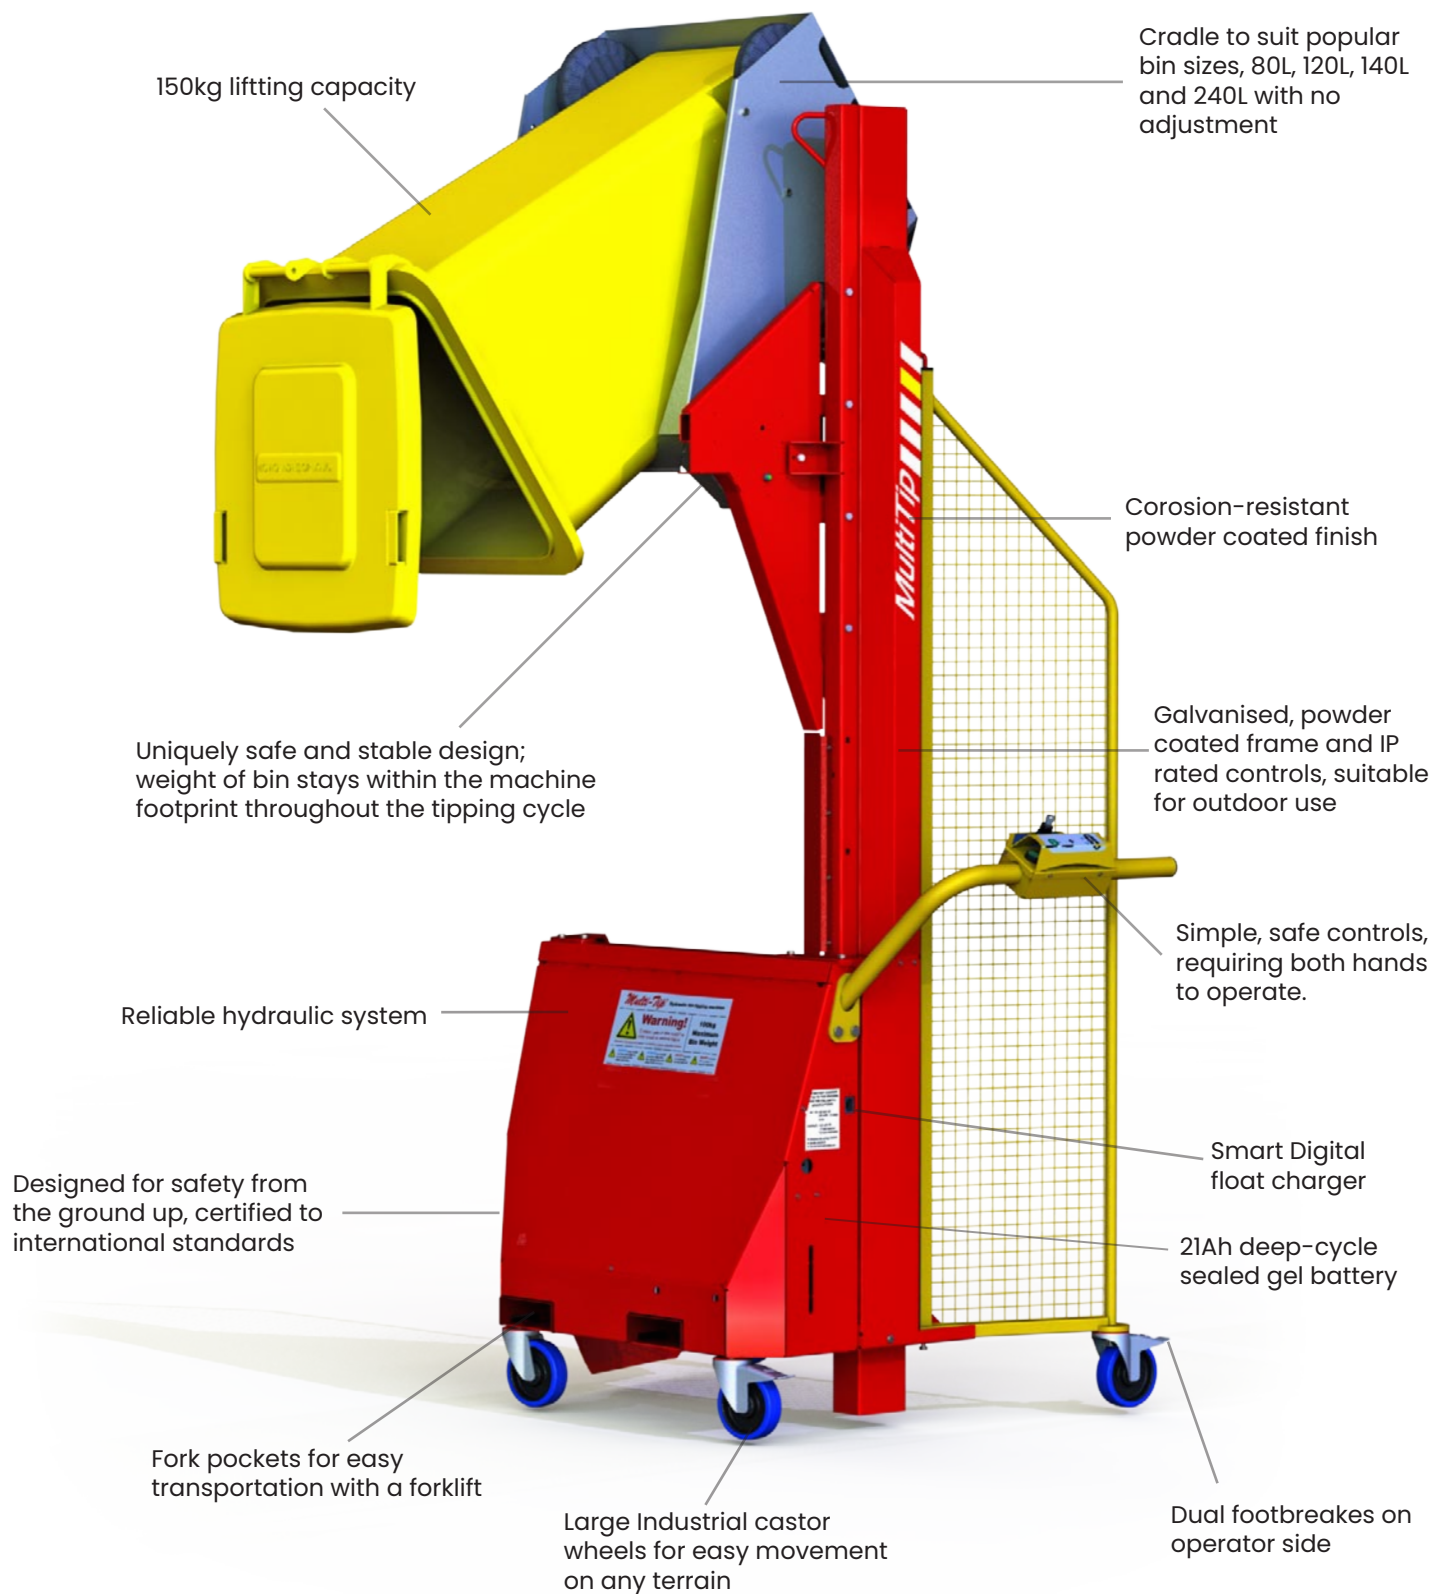 150kg liftting capacity
Cradle to suit popular
bin sizes, 80L, 120L, 140L
and 240L with no
adjustment
MultiTip
Corosion-resistant
powder coated finish
Uniquely safe and stable design;
weight of bin stays within the machine
footprint throughout the tipping cycle
Galvanised, powder
coated frame and IP
rated controls, suitable
for outdoor use
Simple, safe controls,
requiring both hands
to operate.
Reliable hydraulic system
Multi-Tip
Warning!
Maximum
Bin Weight
Smart Digital
float charger
Designed for safety from
the ground up, certified to
international standards
21Ah deep-cycle
sealed gel battery
Fork pockets for easy
transportation with a forklift
Large Industrial castor
wheels for easy movement
on any terrain
Dual footbreakes on
operator side